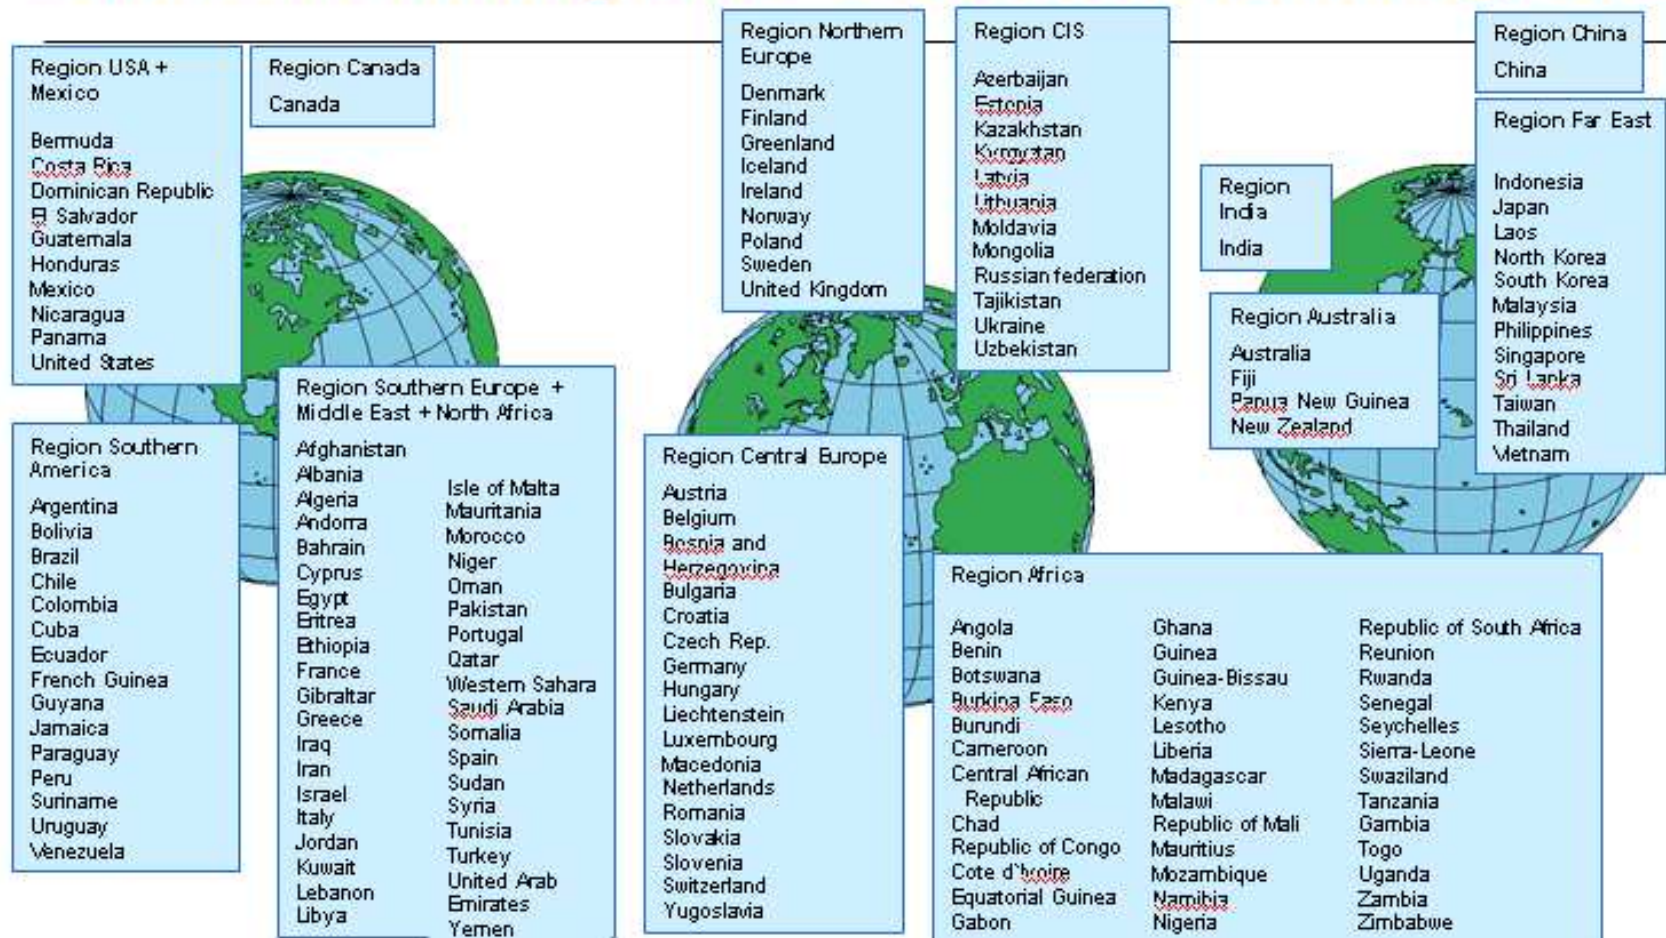 Region USA +
Mexico
Bermuda
Costa Rica
Dominican Republic
El Salvador
Guatemala
Honduras
Mexico
Nicaragua
Panama
United States
Region Canada
Canada
Region Southern
America
Argentina
Bolivia
Brazil
Chile
Colombia
Cuba
Ecuador
French Guinea
Guyana
Jamaica
Paraguay
Peru
Suriname
Uruguay
Venezuela
Region Southern Europe +
Middle East + North Africa
Afghanistan
Albania
Algeria
Andorra
Bahrain
Cyprus
Egypt
Eritrea
Ethiopia
France
Gibraltar
Greece
Iraq
Iran
Israel
Italy
Jordan
Kuwait
Lebanon
Libya
Isle of Malta
Mauritania
Morocco
Niger
Oman
Pakistan
Portugal
Qatar
Western Sahara
Saudi Arabia
Somalia
Spain
Sudan
Syria
Tunisia
Turkey
United Arab
Emirates
Yemen
Region Northern
Europe
Denmark
Finland
Greenland
Iceland
Ireland
Norway
Poland
Sweden
United Kingdom
Region Central Europe
Austria
Belgium
Bosnia and
Herzegovina
Bulgaria
Croatia
Czech Rep.
Germany
Hungary
Liechtenstein
Luxembourg
Macedonia
Netherlands
Romania
Slovakia
Slovenia
Switzerland
Yugoslavia
Region CIS
Azerbaijan
Estonia
Kazakhstan
Kyrgystan
Latvia
Lithuania
Moldavia
Mongolia
Russian federation
Tajikistan
Ukraine
Uzbekistan
Region Africa
Angola
Benin
Botswana
Burkina Faso
Burundi
Cameroon
Central African
Republic
Chad
Republic of Congo
Cote d`Ivoire
Equatorial Guinea
Gabon
Ghana
Guinea
Guinea-Bissau
Kenya
Lesotho
Liberia
Madagascar
Malawi
Republic of Mali
Mauritius
Mozambique
Namibia
Nigeria
Republic of South Africa
Reunion
Rwanda
Senegal
Seychelles
Sierra-Leone
Swaziland
Tanzania
Gambia
Togo
Uganda
Zambia
Zimbabwe
Region
India
India
Region Australia
Australia
Fiji
Papua New Guinea
New Zealand
Region China
China
Region Far East
Indonesia
Japan
Laos
North Korea
South Korea
Malaysia
Philippines
Singapore
Sri Lanka
Taiwan
Thailand
Vietnam